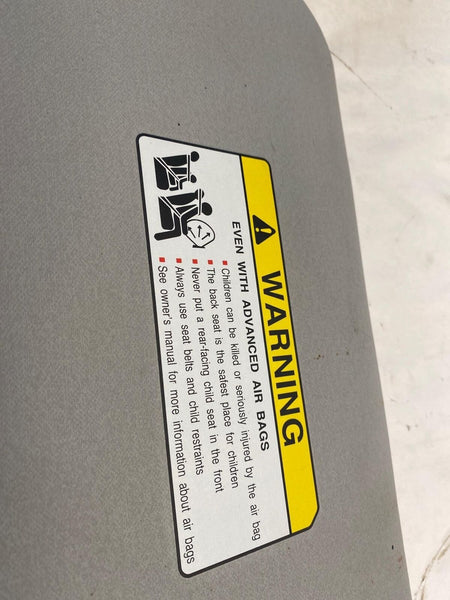 WARNING
EVEN WITH ADVANCED AIR BAGS
Children can be killed or seriously injured by the air bag
The back seat is the safest place for children
Never put a rear-facing child seat in the front
Always use seat belts and child restraints
See owner's manual for more information about air bags